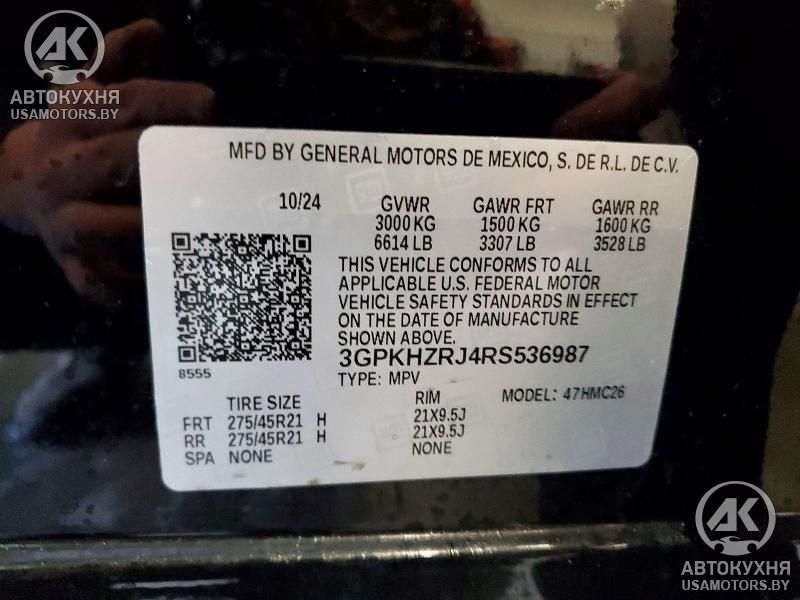 AK
АВТОКУХНЯ
USAMOTORS.BY
MFD BY GENERAL MOTORS DE MEXICO, S. DE R.L. DE C.V.
10/24 GVWR GAWR FRT GAWR RR
3000 KG 1500 KG 1600 KG
6614 LB 3307 LB 3528 LB
THIS VEHICLE CONFORMS TO ALL
APPLICABLE U.S. FEDERAL MOTOR
VEHICLE SAFETY STANDARDS IN EFFECT
ON THE DATE OF MANUFACTURE
SHOWN ABOVE.
8555 3GPKHZRJ4RS536987
TYPE: MPV MODEL: 47HMC26
TIRE SIZE RIM
FRT 275/45R21 H 21X9.5J
RR 275/45R21 H 21X9.5J
SPA NONE NONE
AK
АВТОКУХНЯ
USAMOTORS.BY